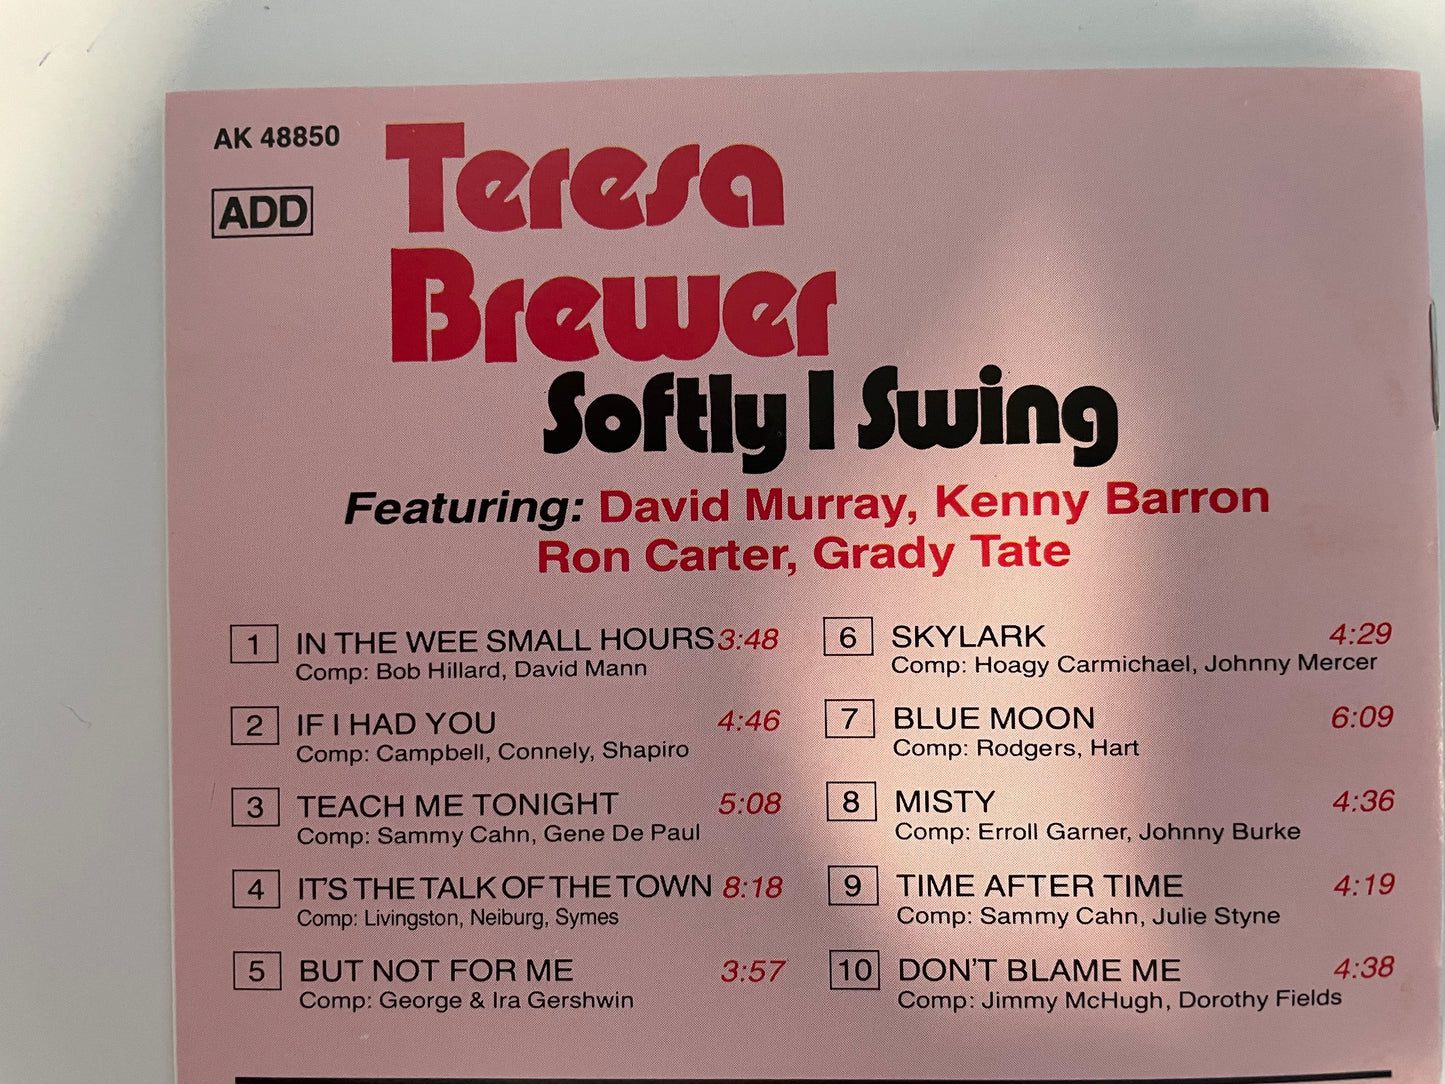 AK 48850
ADD
Teresa
Brewer
Softly I Swing
Featuring: David Murray, Kenny Barron
Ron Carter, Grady Tate
1 IN THE WEE SMALL HOURS 3:48
Comp: Bob Hillard, David Mann
2 IF I HAD YOU 4:46
Comp: Campbell, Connely, Shapiro
3 TEACH ME TONIGHT 5:08
Comp: Sammy Cahn, Gene De Paul
4 IT'S THE TALK OF THE TOWN 8:18
Comp: Livingston, Neiburg, Symes
5 BUT NOT FOR ME 3:57
Comp: George & Ira Gershwin
6 SKYLARK 4:29
Comp: Hoagy Carmichael, Johnny Mercer
7 BLUE MOON 6:09
Comp: Rodgers, Hart
8 MISTY 4:36
Comp: Erroll Garner, Johnny Burke
9 TIME AFTER TIME 4:19
Comp: Sammy Cahn, Julie Styne
10 DON'T BLAME ME 4:38
Comp: Jimmy McHugh, Dorothy Fields